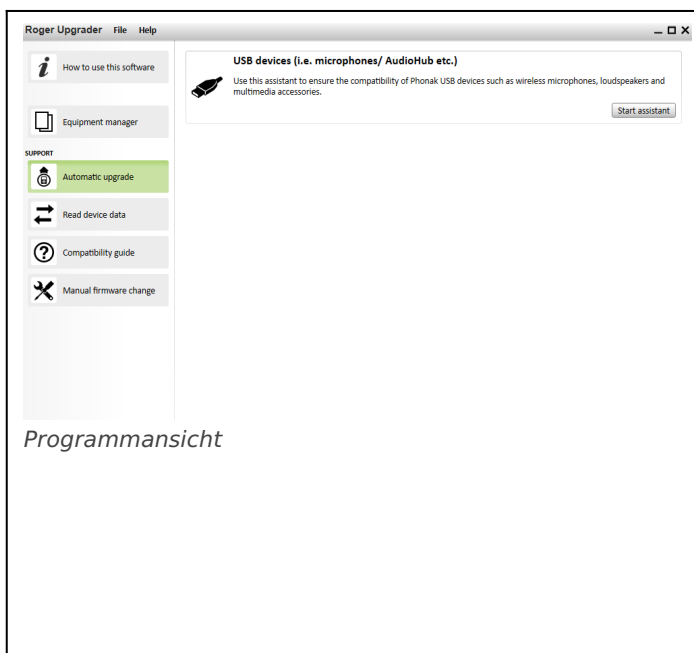 Roger Upgrader File Help
How to use this software
Equipment manager
SUPPORT
Automatic upgrade
Read device data
Compatibility guide
Manual firmware change
USB devices (i.e. microphones/ AudioHub etc.)
Use this assistant to ensure the compatibility of Phonak USB devices such as wireless microphones, loudspeakers and
multimedia accessories.
Start assistant
Programmansicht